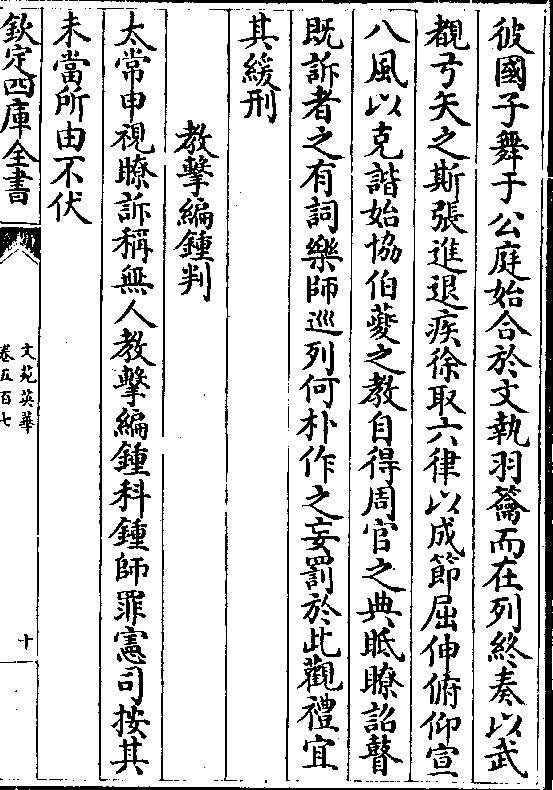 彼國子舞于公庭始合於文執羽籥而在列終奏以武
覩弓矢之斯張進退疾徐取六律以成節屈伸俯仰宣
八風以克諧始協伯蘷之教自得周官之典眡瞭詔瞽
既訴者之有詞樂師巡列何朴作之妄罰於此觀禮宜
其緩刑
教擊編鍾判
太常申視瞭訴稱無人教擊編鍾科鍾師罪憲司按其
未當所由不伏
欽定四庫全書
文苑英華
卷五百七
十